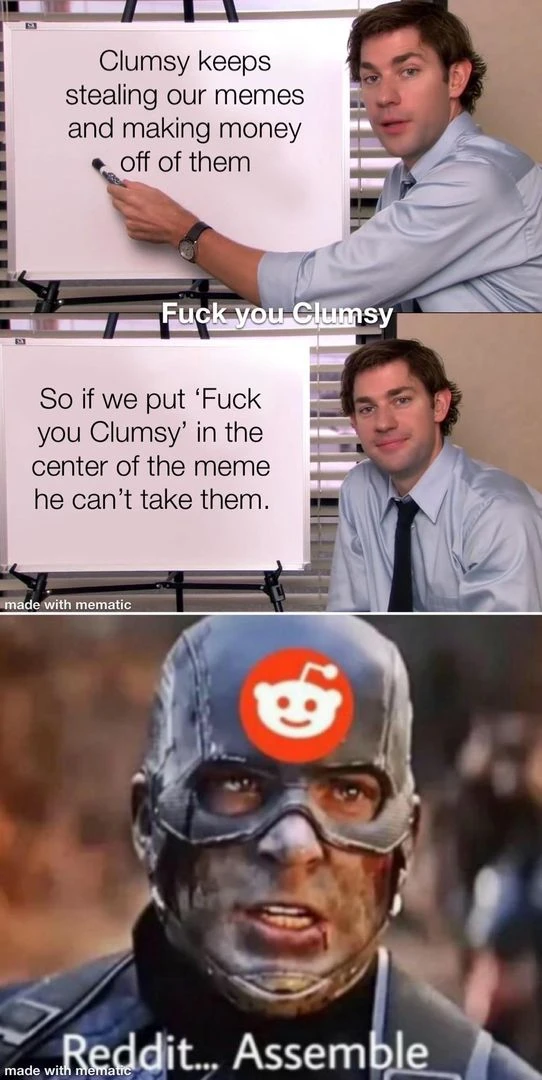 Clumsy keeps
stealing our memes
and making money
off of them
Fuck you Clumsy
So if we put ‘Fuck
you Clumsy’ in the
center of the meme
he can’t take them.
made with mematic
Reddit... Assemble
made with mematic